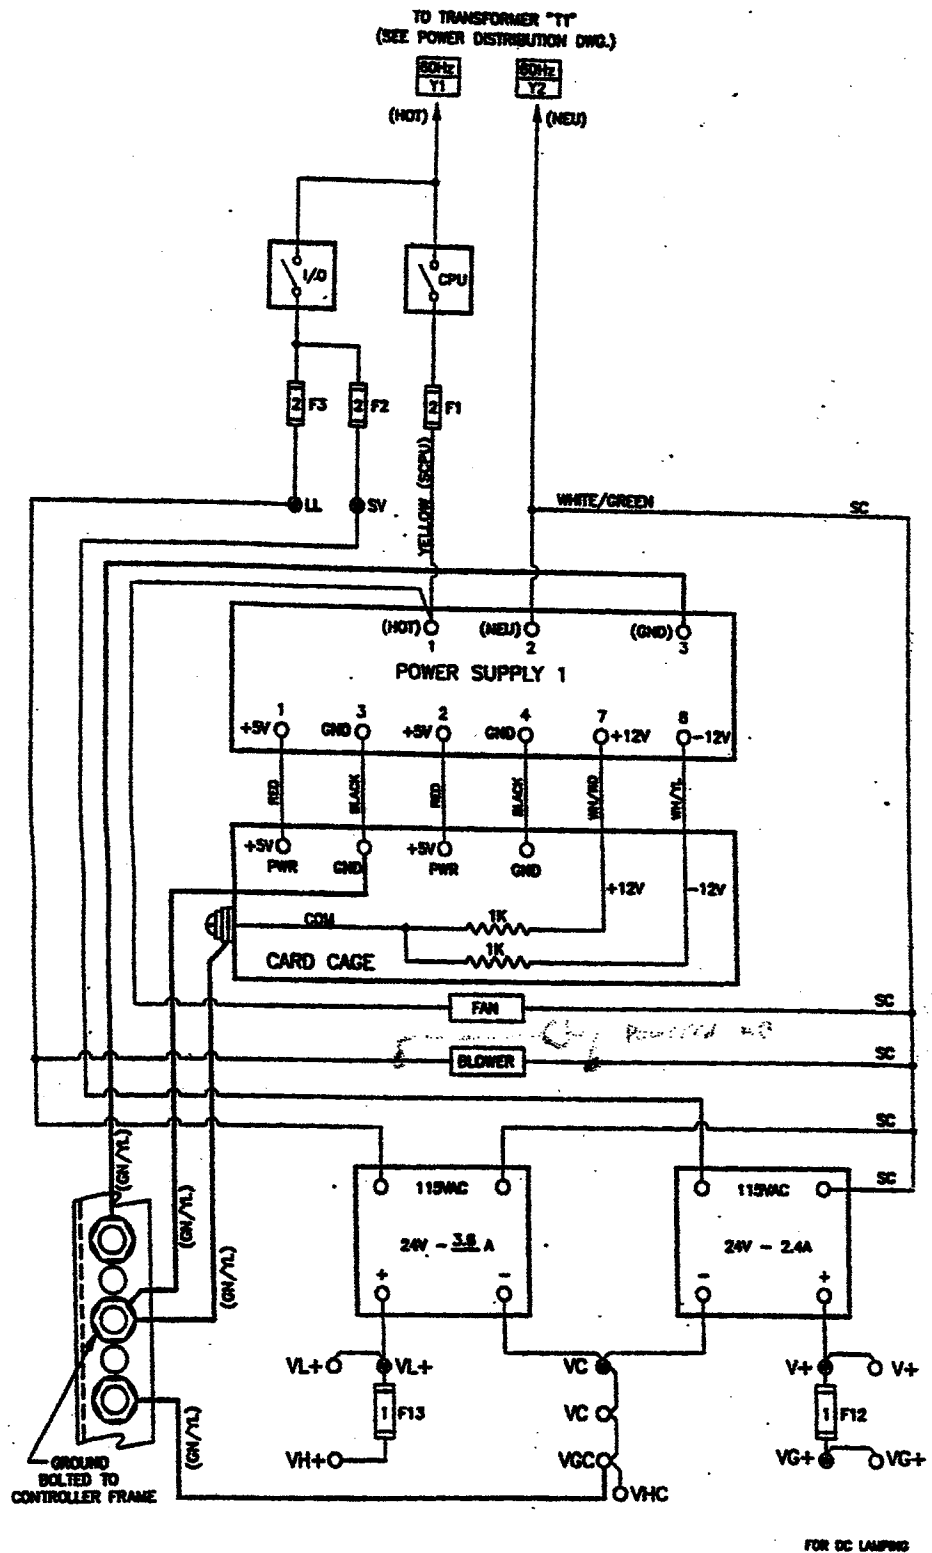 TO TRANSFORMER "T1"
(SEE POWER DISTRIBUTION DWG.)
60Hz
Y1
60Hz
Y2
(HOT)
(NEU)
I/O
CPU
2 F3
2 F2
2 F1
YELLOW (SCPU)
LL
SV
WHITE/GREEN
SC
(HOT)
1
(NEU)
2
(GND)
3
POWER SUPPLY 1
1
+5V
3
GND
2
+5V
4
GND
7
+12V
8
-12V
RED
BLACK
RED
BLACK
WH/RD
WH/YL
+5V
PWR
GND
+5V
PWR
GND
+12V
-12V
COM
1K
1K
CARD CAGE
FAN
SC
BLOWER
SC
SC
SC
(GN/YL)
(GN/YL)
(GN/YL)
(GN/YL)
115VAC
24V - 3.6 A
+
-
115VAC
24V - 2.4A
-
+
VL+
VL+
VC
V+
V+
1 F13
VC
1 F12
VH+
VGC
VG+
VG+
VHC
GROUND
BOLTED TO
CONTROLLER FRAME
FOR DC LAMPING